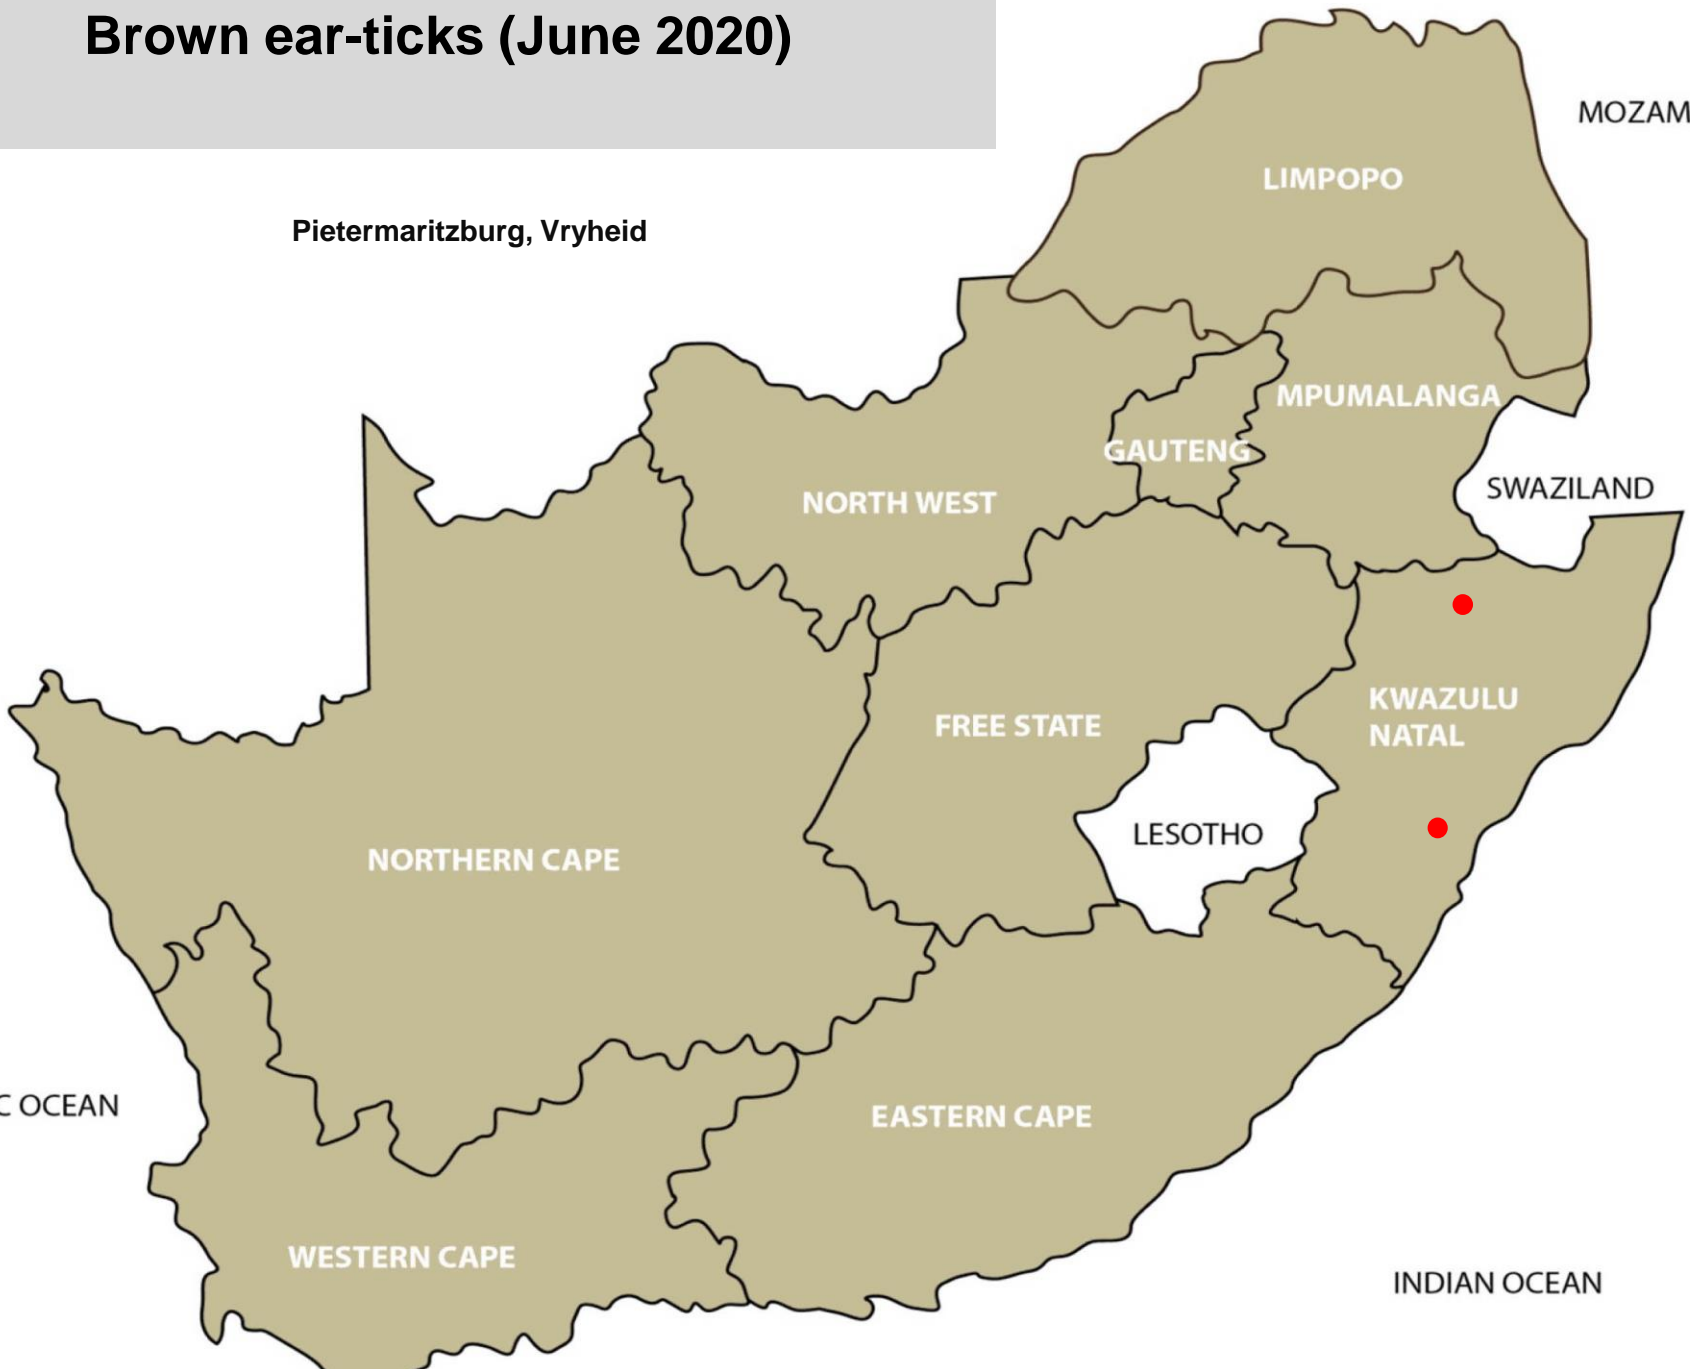 Brown ear-ticks (June 2020)
MOZAM
LIMPOPO
Pietermaritzburg, Vryheid
MPUMALANGA
GAUTENG
SWAZILAND
NORTH WEST
KWAZULU
NATAL
FREE STATE
LESOTHO
NORTHERN CAPE
C OCEAN
EASTERN CAPE
WESTERN CAPE
INDIAN OCEAN